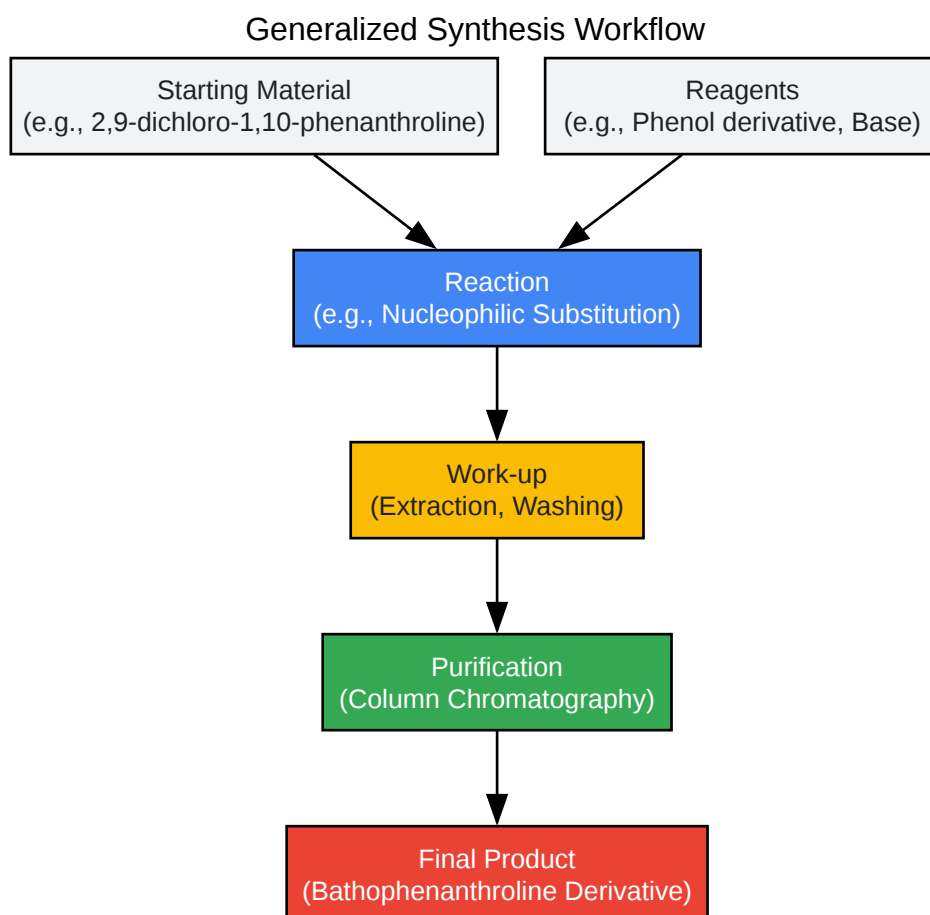 Generalized Synthesis Workflow
Starting Material
(e.g., 2,9-dichloro-1,10-phenanthroline)
Reagents
(e.g., Phenol derivative, Base)
Reaction
(e.g., Nucleophilic Substitution)
Work-up
(Extraction, Washing)
Purification
(Column Chromatography)
Final Product
(Bathophenanthroline Derivative)